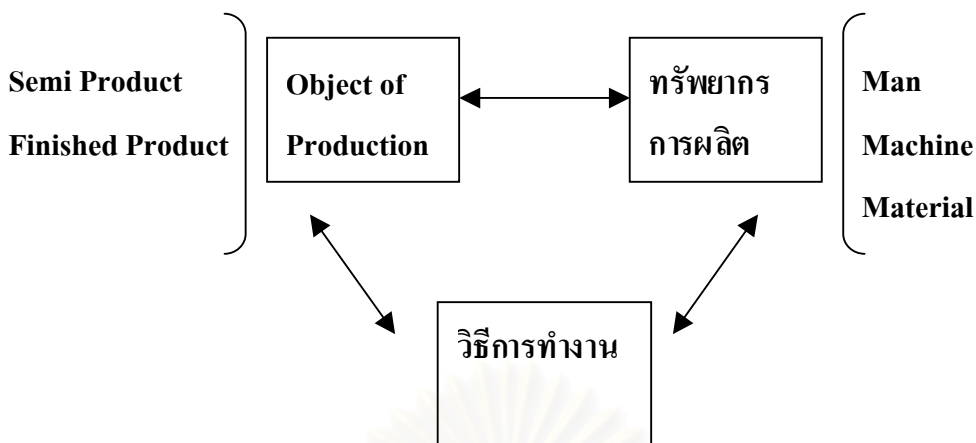 Semi Product
Finished Product
Object of
Production
ทรัพยากร
การผลิต
Man
Machine
Material
วิธีการทำงาน